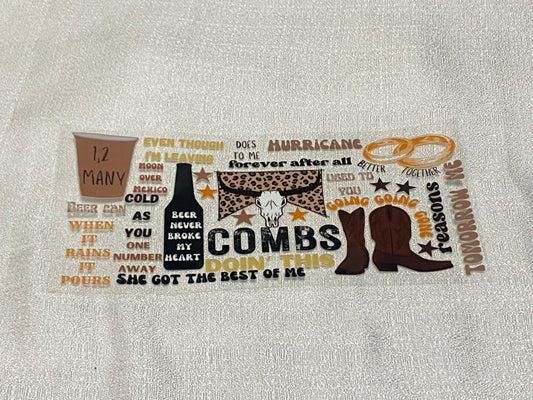 1,2
MANY
BEER CAN
WHEN
IT
RAINS
IT
POURS
EVEN THOUGH
I'M LEAVING
MOON
OVER
MEXICO
COLD
AS
YOU
ONE
NUMBER
AWAY
BEER
NEVER
BROKE
MY
HEART
SHE GOT THE BEST OF ME
DOES
TO ME
HURRICANE
forever after all
COMBS
DOIN' THIS
USED TO
YOU
BETTER
TOGETHER
GOING GOING GONE
reasons
TOMORROW ME